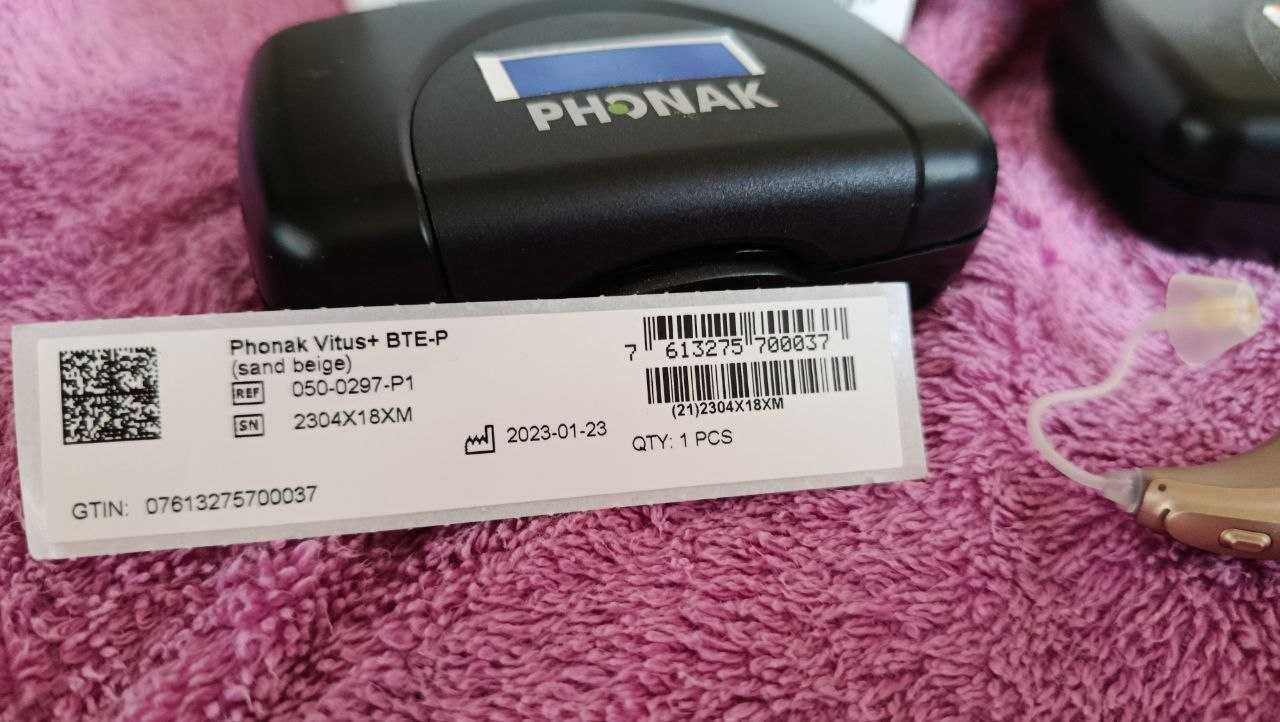 PHONAK
Phonak Vitus+ BTE-P
(sand beige)
REF 050-0297-P1
SN 2304X18XM
2023-01-23
GTIN: 07613275700037
7 613275 700037
(21)2304X18XM
QTY: 1 PCS